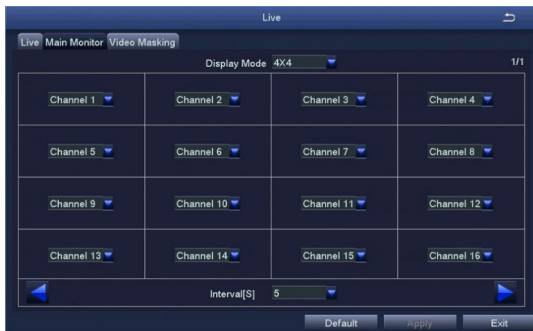 Live
Live Main Monitor Video Masking
Display Mode 4X4 1/1
Channel 1 Channel 2 Channel 3 Channel 4
Channel 5 Channel 6 Channel 7 Channel 8
Channel 9 Channel 10 Channel 11 Channel 12
Channel 13 Channel 14 Channel 15 Channel 16
Interval[S] 5
Default Apply Exit